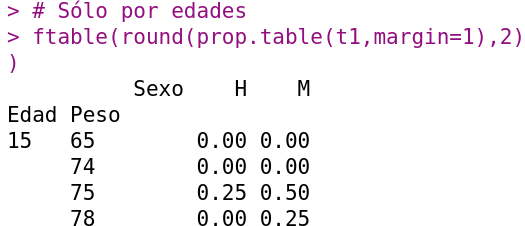 > # Sólo por edades
> ftable(round(prop.table(t1,margin=1),2)
)
Sexo H M
Edad Peso
15 65 0.00 0.00
74 0.00 0.00
75 0.25 0.50
78 0.00 0.25